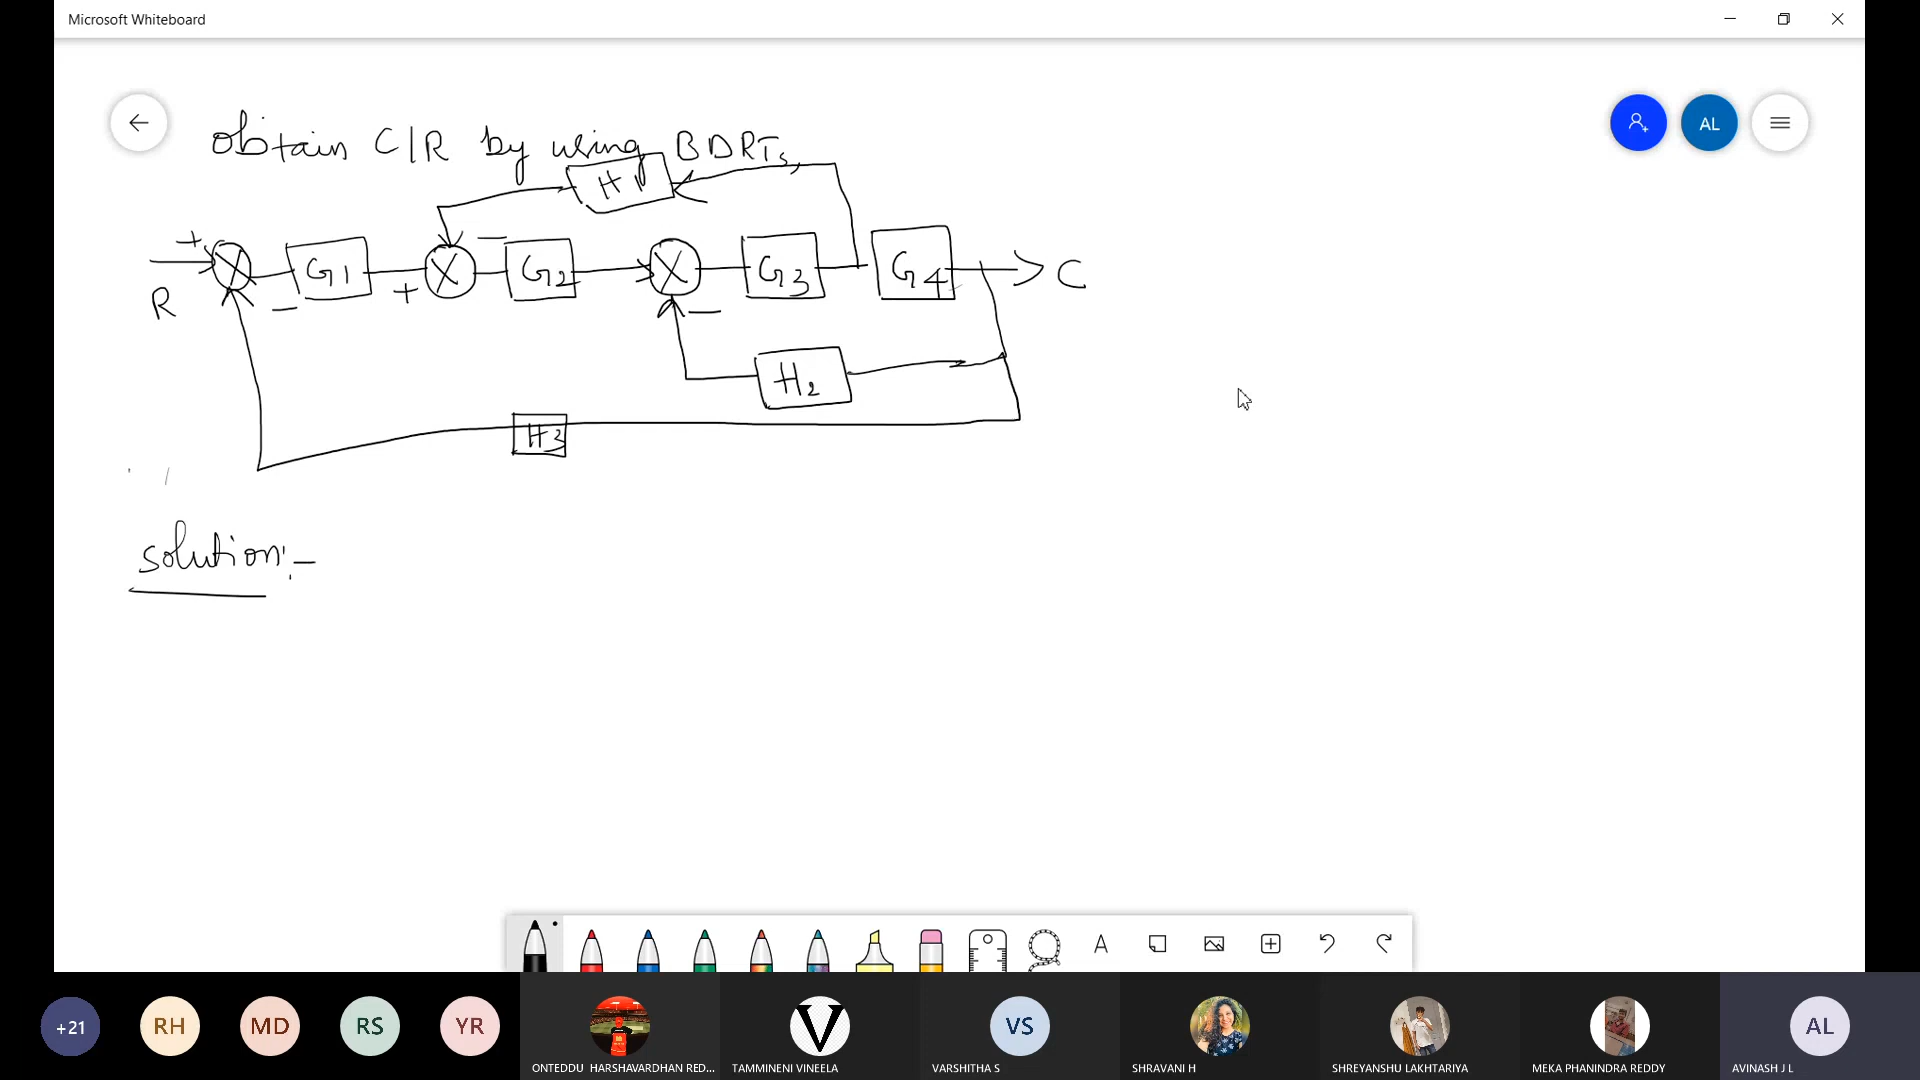 Microsoft Whiteboard
AL
Obtain C/R by using BDRTs,
H1
+ − 
R G1 + G2 G3 G4 C
− −
H2
H3
solution:-
A
+21 RH MD RS YR V VS AL
ONTEDDU HARSHAVARDHAN RED... TAMMINENI VINEELA VARSHITHA S SHRAVANI H SHREYANSHU LAKHTARIYA MEKA PHANINDRA REDDY AVINASH J L